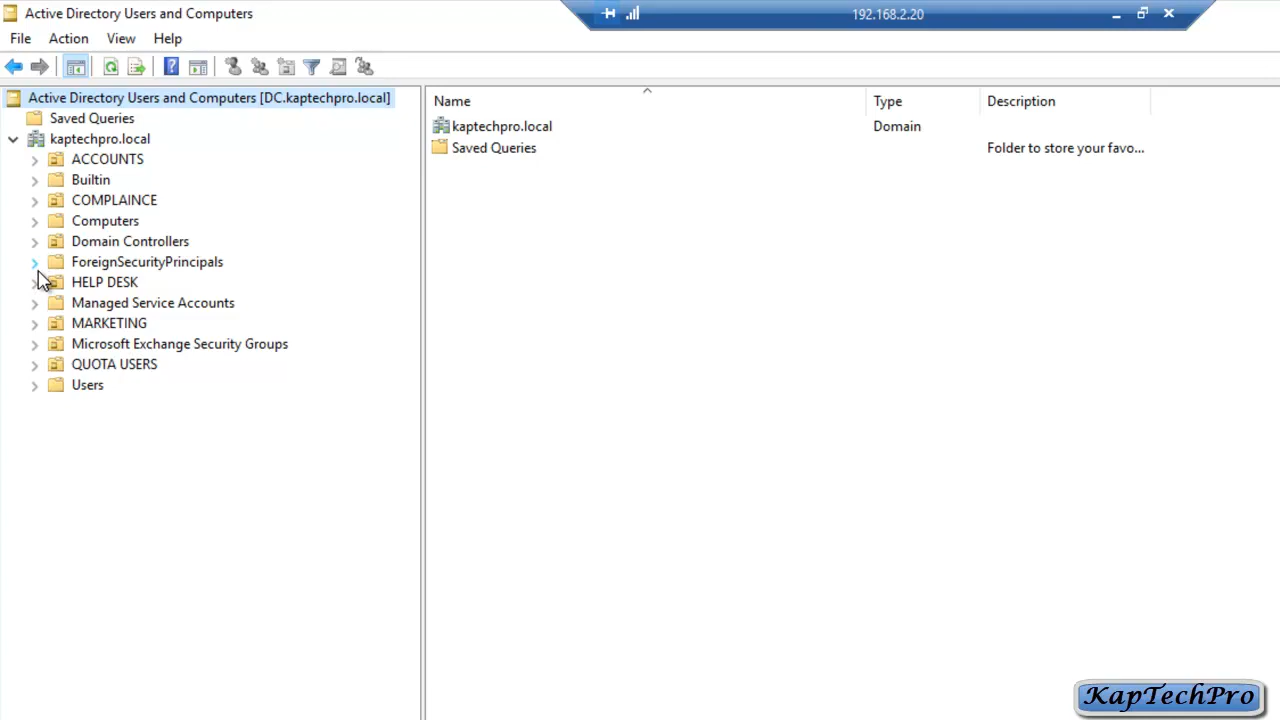 Active Directory Users and Computers
192.168.2.20
File Action View Help
Active Directory Users and Computers [DC.kaptechpro.local]
Saved Queries
kaptechpro.local
ACCOUNTS
Builtin
COMPLAINCE
Computers
Domain Controllers
ForeignSecurityPrincipals
HELP DESK
Managed Service Accounts
MARKETING
Microsoft Exchange Security Groups
QUOTA USERS
Users
Name Type Description
kaptechpro.local Domain
Saved Queries Folder to store your favo...
KapTechPro